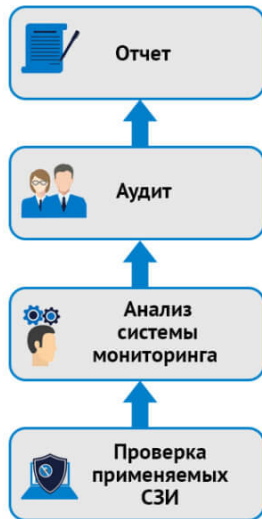 Отчет
Аудит
Анализ
системы
мониторинга
Проверка
применяемых
СЗИ